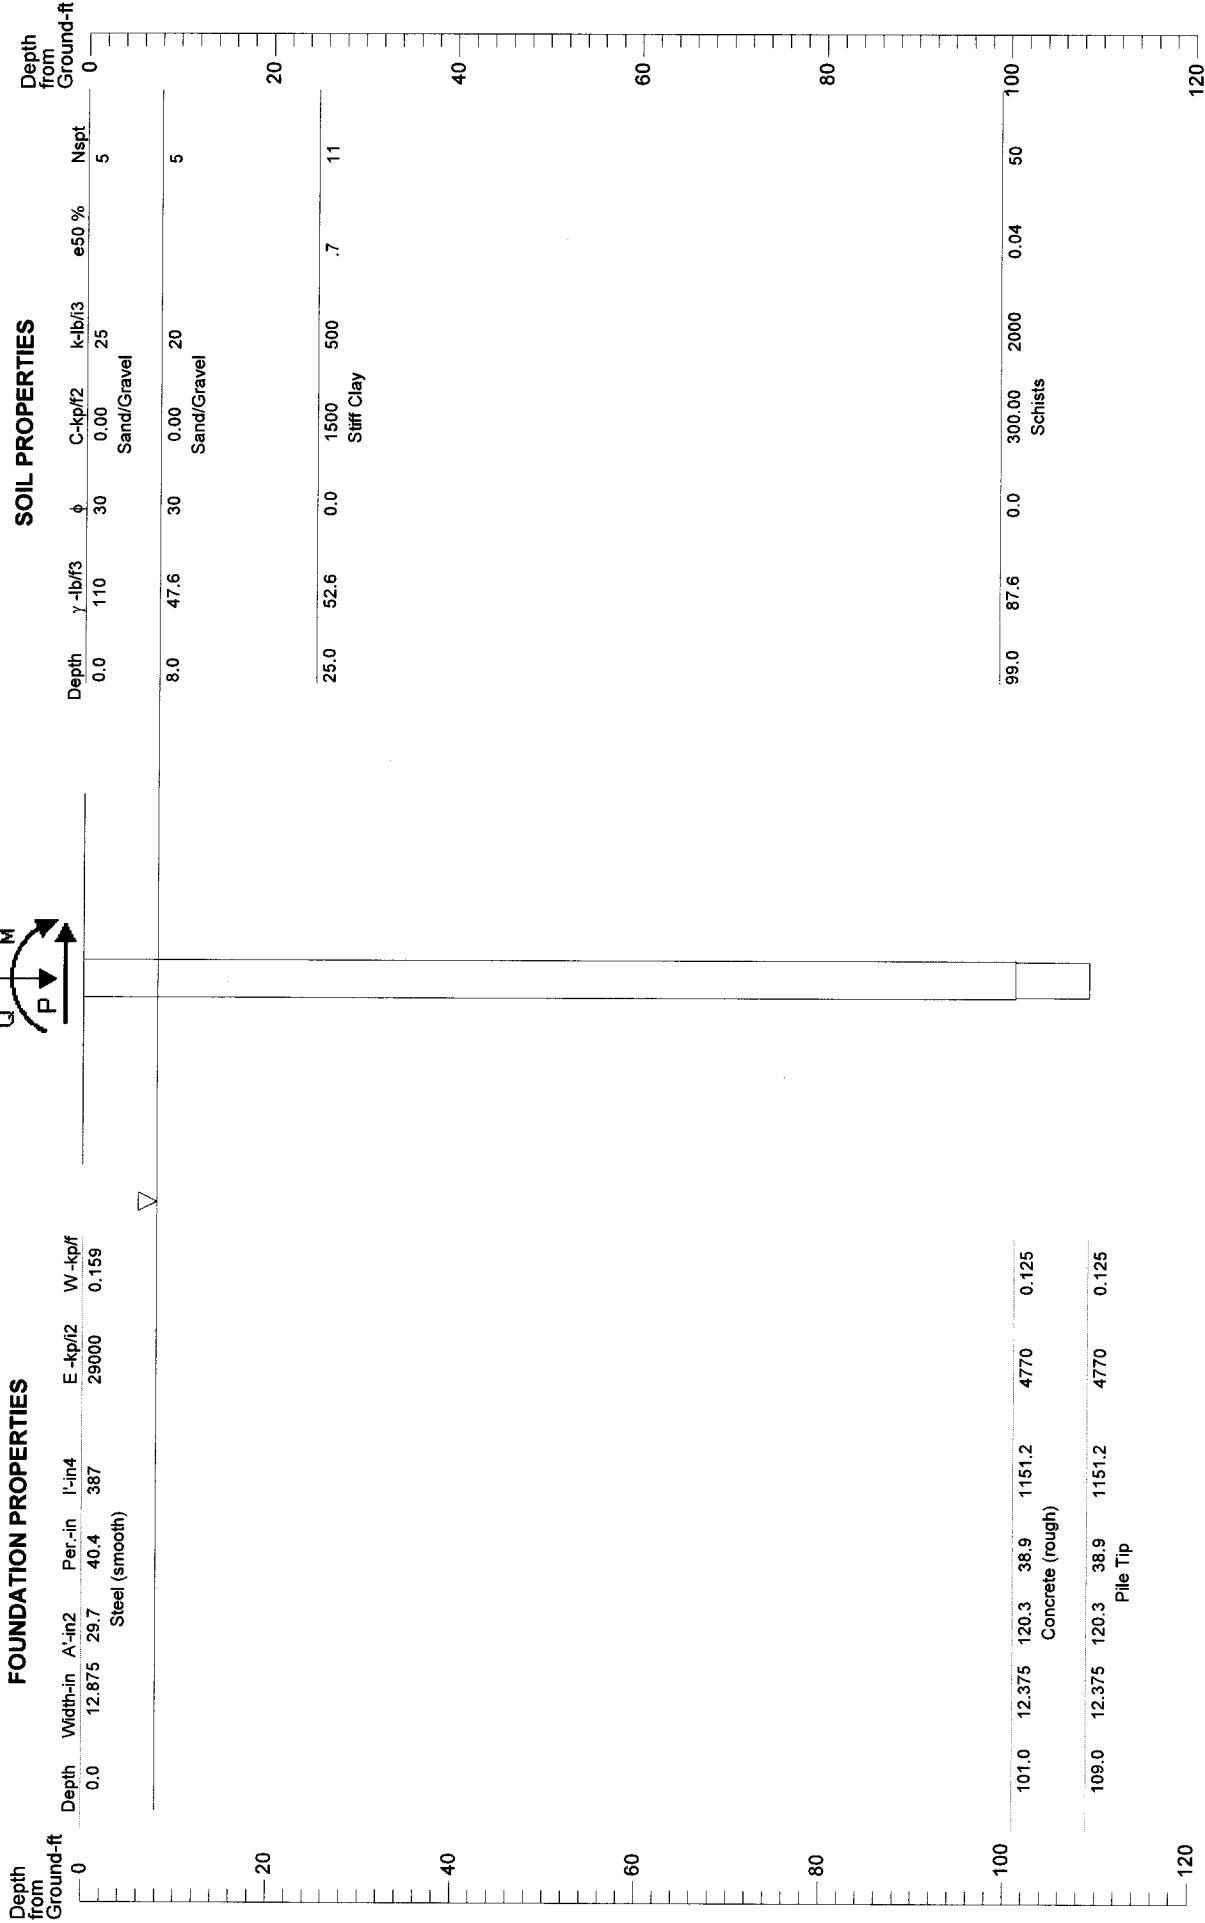 FOUNDATION PROPERTIES
Depth
from
Ground-ft
Depth Width-in A'-in2 Per.-in I'-in4 E -kp/i2 W -kp/f
0.0 12.875 29.7 40.4 387 29000 0.159
Steel (smooth)
101.0 12.375 120.3 38.9 1151.2 4770 0.125
Concrete (rough)
109.0 12.375 120.3 38.9 1151.2 4770 0.125
Pile Tip
0
20
40
60
80
100
120
Q M
P
SOIL PROPERTIES
Depth
from
Ground-ft
Depth γ -lb/f3 ϕ C-kp/f2 k-lb/i3 e50 % Nspt
0.0 110 30 0.00 25 5
Sand/Gravel
8.0 47.6 30 0.00 20 5
Sand/Gravel
25.0 52.6 0.0 1500 500 .7 11
Stiff Clay
99.0 87.6 0.0 300.00 2000 0.04 50
Schists
0
20
40
60
80
100
120